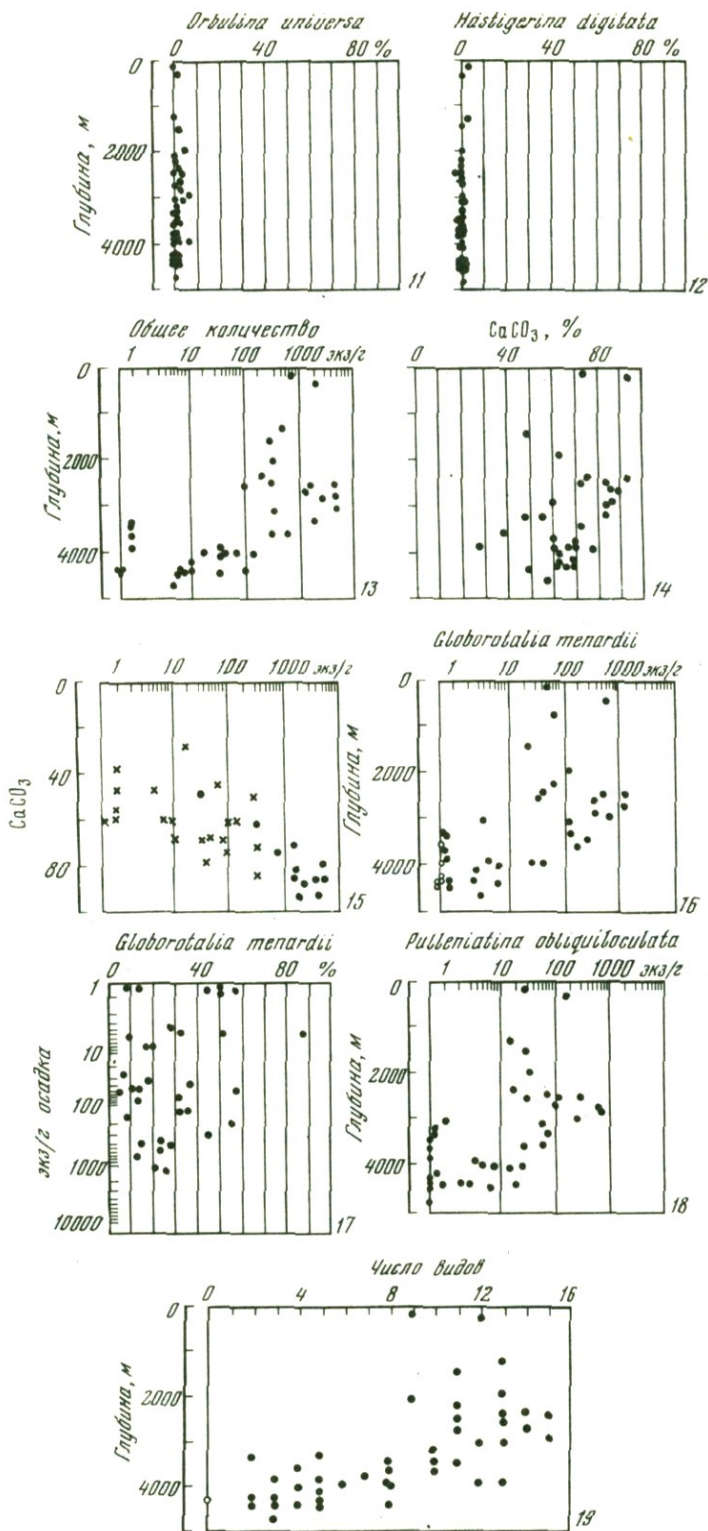 Orbulina universa
0 40 80 %
0
2000
4000
Глубина, м
11
Hastigerina digitata
0 40 80 %
12
Общее количество
1 10 100 1000 экз/г
0
2000
4000
Глубина, м
13
CaCO3, %
0 40 80
14
1 10 100 1000 экз/г
0
40
80
CaCO3
15
Globorotalia menardii
1 10 100 1000 экз/г
0
2000
4000
Глубина, м
16
Globorotalia menardii
0 40 80 %
1
10
100
1000
10000
экз/г осадка
17
Pulleniatina obliquiloculata
1 10 100 1000 экз/г
0
2000
4000
Глубина, м
18
Число видов
0 4 8 12 16
0
2000
4000
Глубина, м
19